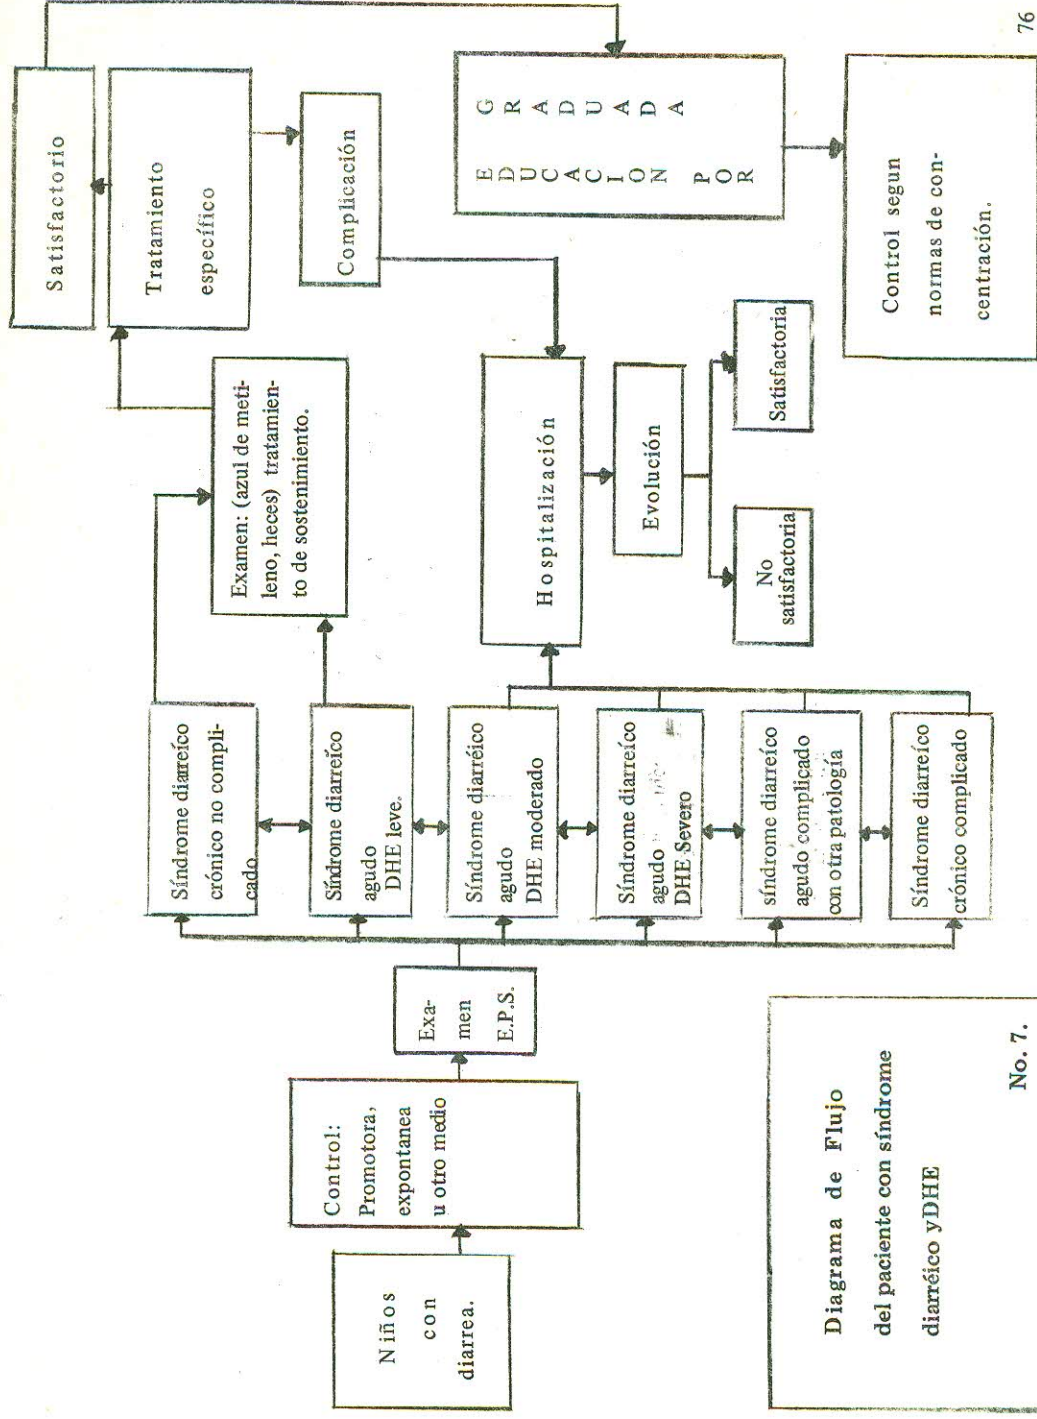 Niños
con
diarrea.
Control:
Promotora,
expontanea
u otro medio
Exa-
men
E.P.S.
Síndrome diarreíco
crónico no compli-
cado
Síndrome diarreíco
agudo
DHE leve.
Síndrome diarréico
agudo
DHE moderado
Síndrome diarreíco
agudo
DHE Severo
síndrome diarreíco
agudo complicado
con otra patología
Síndrome diarreíco
crónico complicado
Examen: (azul de meti-
leno, heces) tratamien-
to de sostenimiento.
Tratamiento
específico
Satisfactorio
Complicación
Hospitalización
Evolución
No
satisfactoria
Satisfactoria
EDUCACION POR
GRADUADA
Control segun
normas de con-
centración.
Diagrama de Flujo
del paciente con síndrome
diarréico yDHE
No. 7.
76